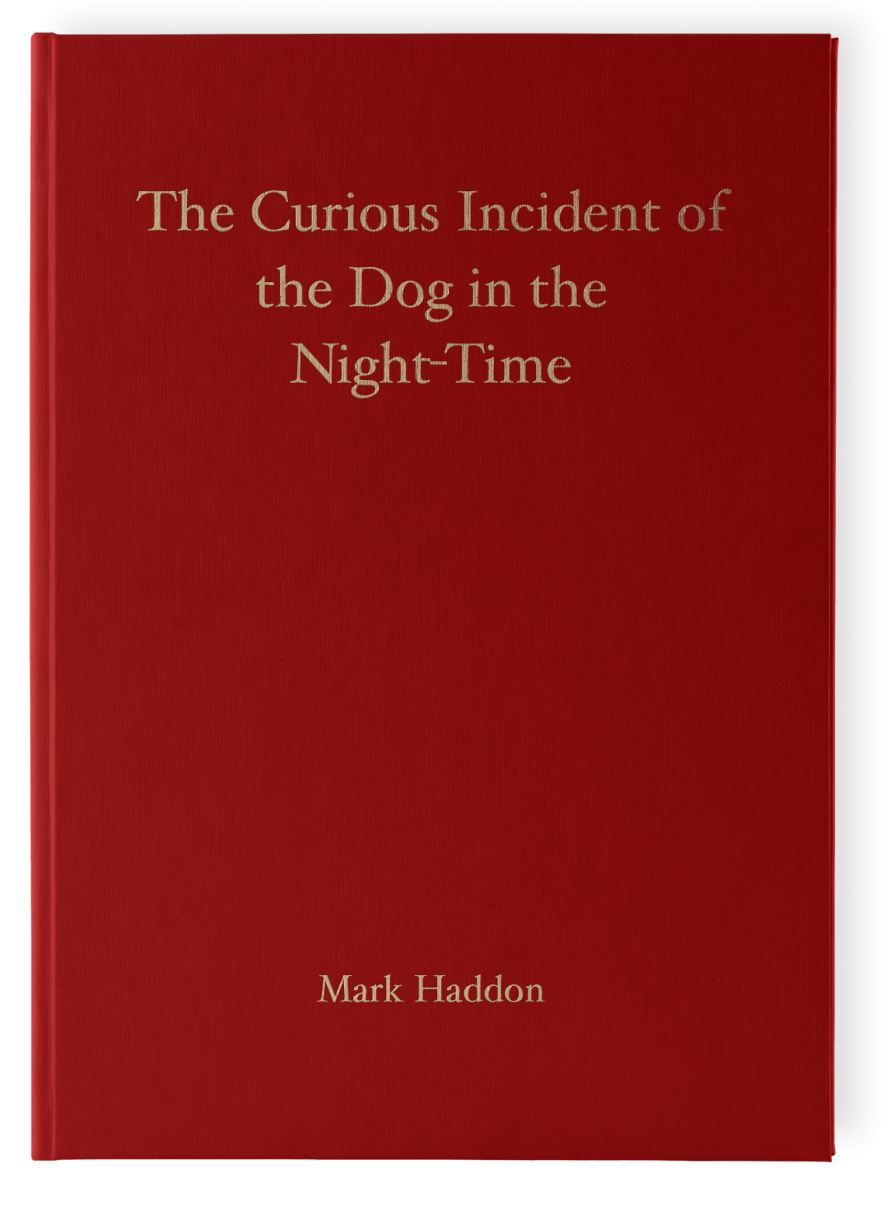 The Curious Incident of
the Dog in the
Night-Time
Mark Haddon